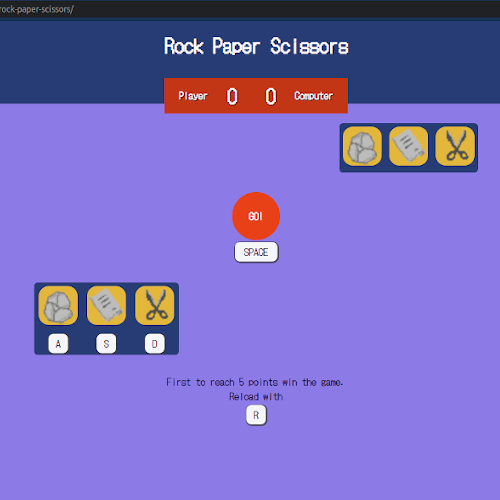 rock-paper-scissors/
Rock Paper Scissors
Player 0 0 Computer
GO!
SPACE
A S D
First to reach 5 points win the game.
Reload with
R